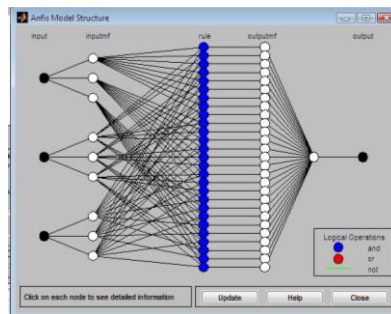 Anfis Model Structure
input inputmf rule outputmf output
Logical Operations
and
or
not
Click on each node to see detailed information
Update Help Close